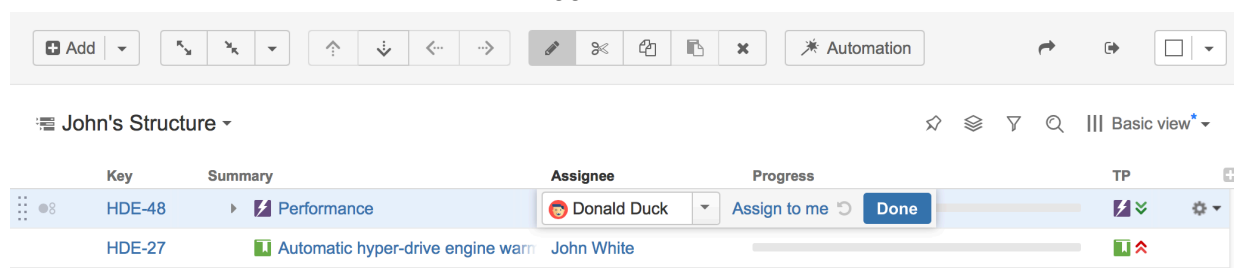 Add
Automation
John's Structure
Basic view*
Key Summary Assignee Progress TP
HDE-48 Performance Donald Duck Assign to me Done
HDE-27 Automatic hyper-drive engine warm John White